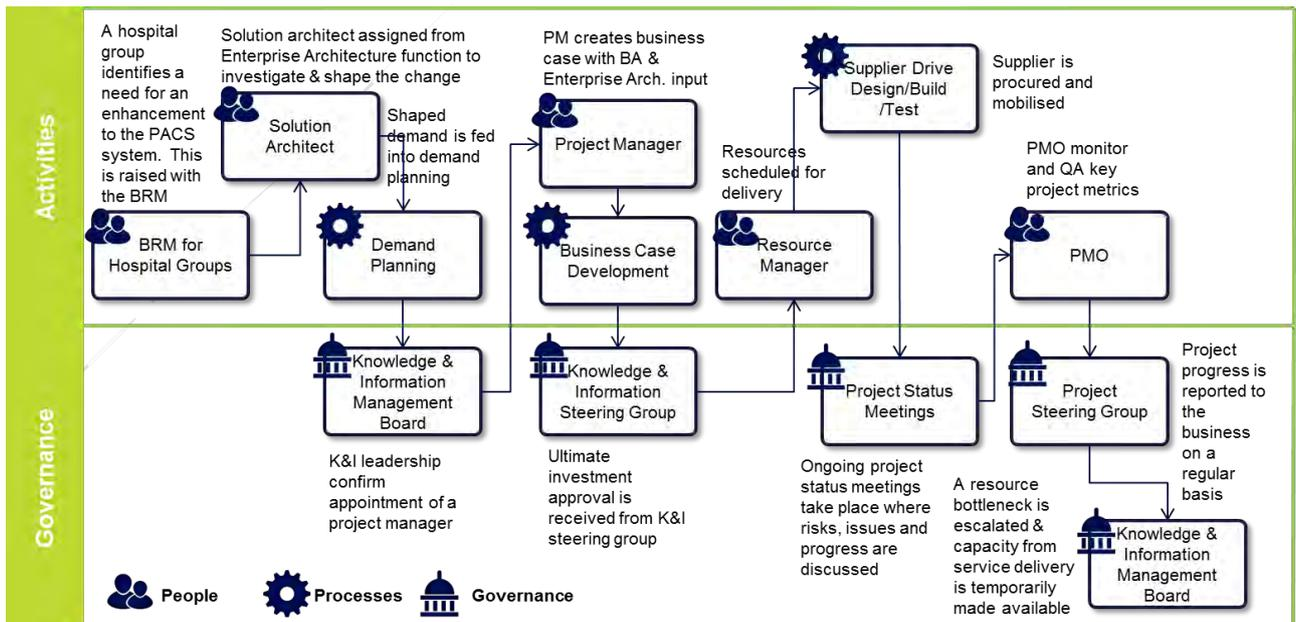 Activities
A hospital
group
identifies a
need for an
enhancement
to the PACS
system. This
is raised with
the BRM
BRM for
Hospital Groups
Solution architect assigned from
Enterprise Architecture function to
investigate & shape the change
Solution
Architect
Shaped
demand is fed
into demand
planning
Demand
Planning
PM creates business
case with BA &
Enterprise Arch. input
Project Manager
Business Case
Development
Resources
scheduled for
delivery
Resource
Manager
Supplier Drive
Design/Build
/Test
Supplier is
procured and
mobilised
PMO monitor
and QA key
project metrics
PMO
Governance
Knowledge &
Information
Management
Board
K&I leadership
confirm
appointment of a
project manager
Knowledge &
Information
Steering Group
Ultimate
investment
approval is
received from K&I
steering group
Project Status
Meetings
Ongoing project
status meetings
take place where
risks, issues and
progress are
discussed
Project
Steering Group
Project
progress is
reported to
the
business
on a
regular
basis
A resource
bottleneck is
escalated &
capacity from
service delivery
is temporarily
made available
Knowledge &
Information
Management
Board
People
Processes
Governance